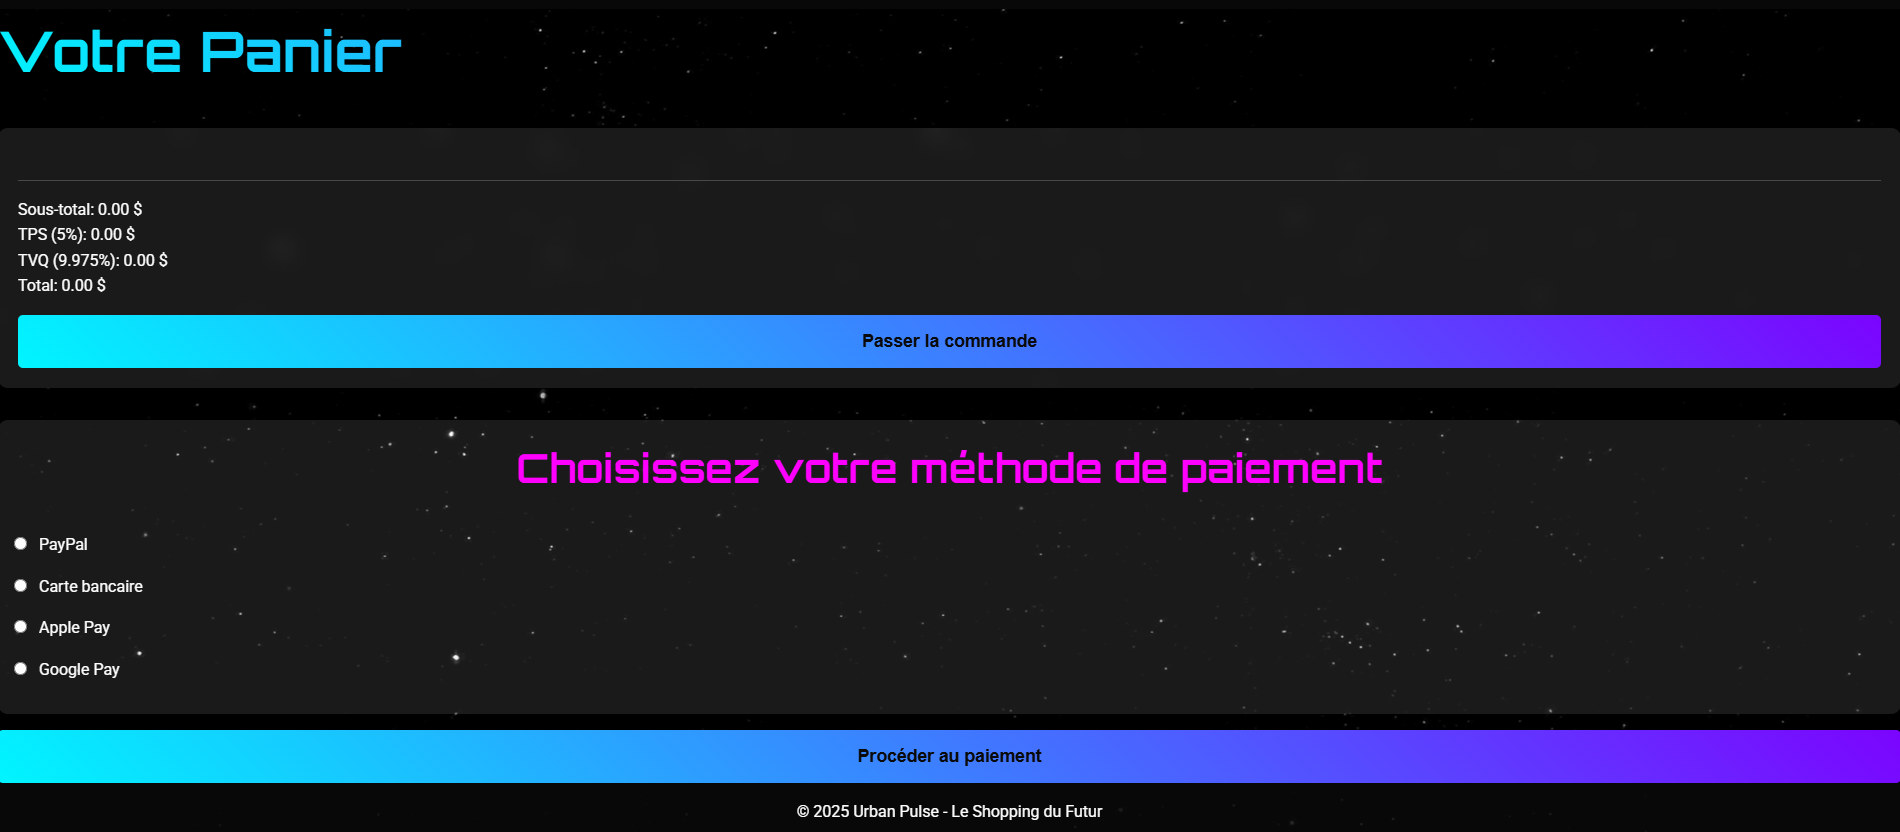 Votre Panier
Sous-total: 0.00 $
TPS (5%): 0.00 $
TVQ (9.975%): 0.00 $
Total: 0.00 $
Passer la commande
Choisissez votre méthode de paiement
PayPal
Carte bancaire
Apple Pay
Google Pay
Procéder au paiement
© 2025 Urban Pulse - Le Shopping du Futur